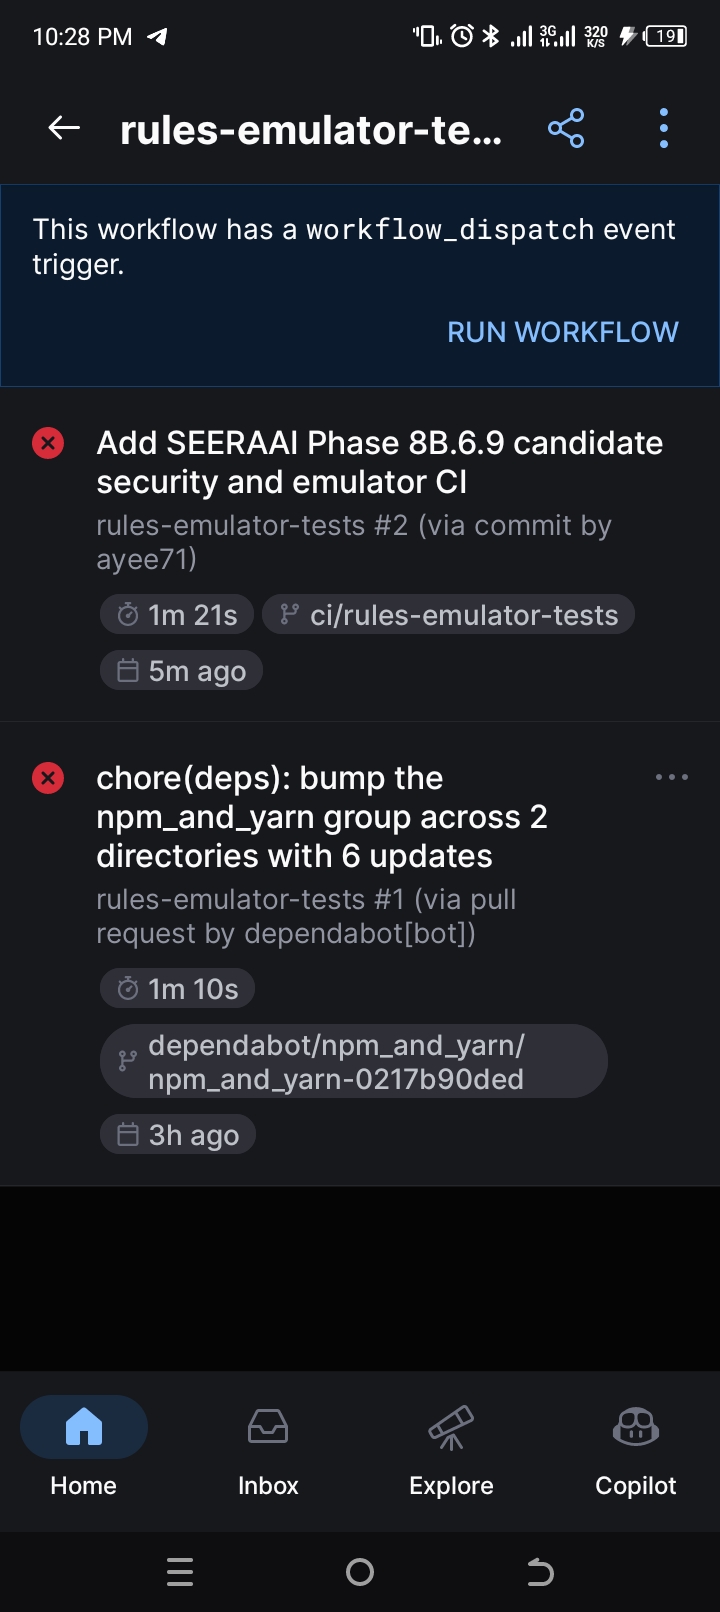 10:28 PM
3G
320
K/S
19
rules-emulator-te...
This workflow has a workflow_dispatch event
trigger.
RUN WORKFLOW
Add SEERAAI Phase 8B.6.9 candidate
security and emulator CI
rules-emulator-tests #2 (via commit by
ayee71)
1m 21s
ci/rules-emulator-tests
5m ago
chore(deps): bump the
npm_and_yarn group across 2
directories with 6 updates
rules-emulator-tests #1 (via pull
request by dependabot[bot])
1m 10s
dependabot/npm_and_yarn/
npm_and_yarn-0217b90ded
3h ago
Home
Inbox
Explore
Copilot